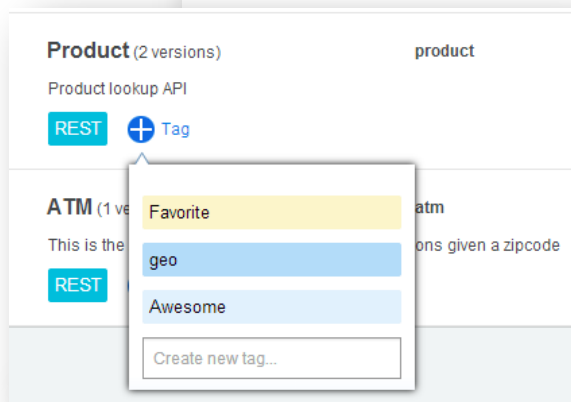 Product (2 versions) product
Product lookup API
REST Tag
Favorite
geo
Awesome
Create new tag...
ATM (1 ve atm
This is the ons given a zipcode
REST